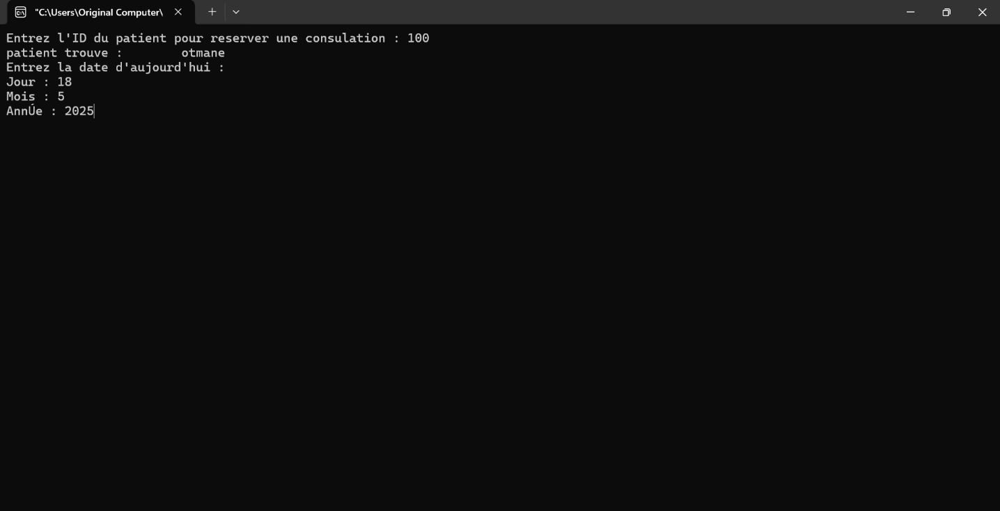 "C:\Users\Original Computer\
Entrez l'ID du patient pour reserver une consulation : 100
patient trouve :        otmane
Entrez la date d'aujourd'hui :
Jour : 18
Mois : 5
AnnÚe : 2025